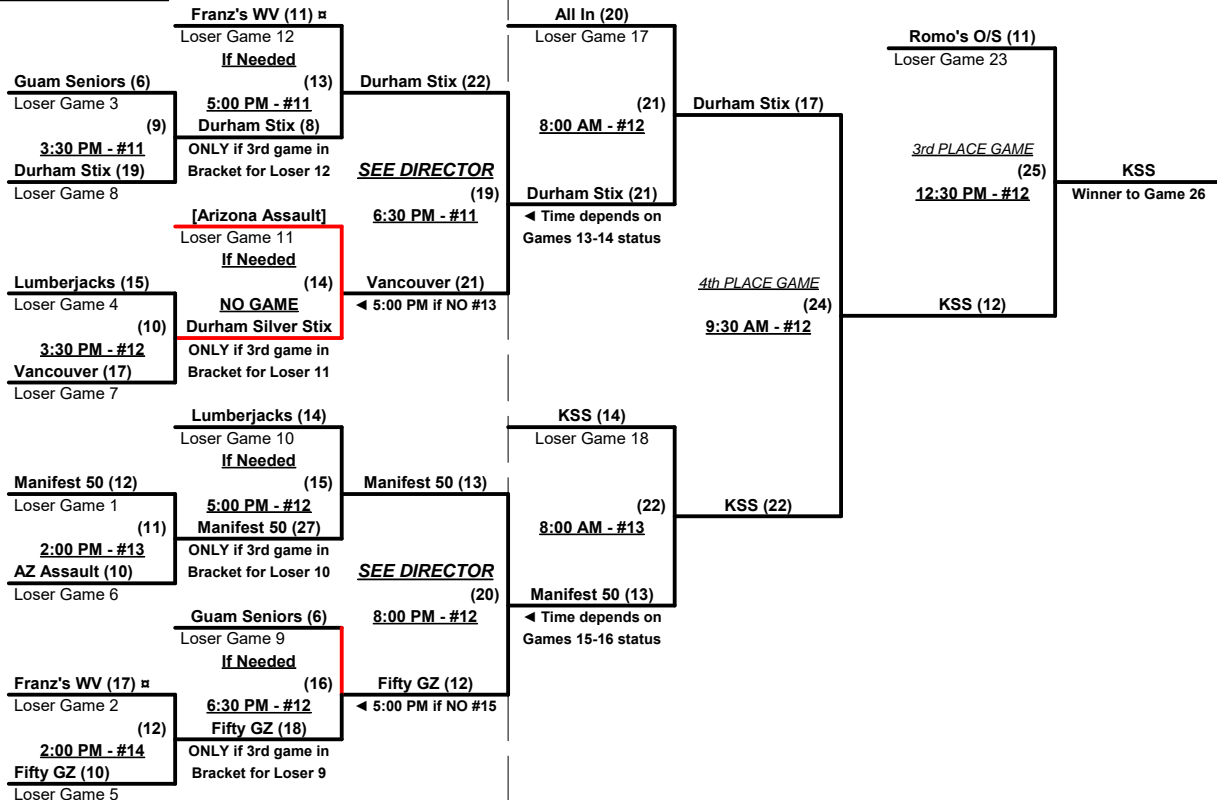 Franz's WV (11) ¤
Loser Game 12
If Needed
(13)
5:00 PM - #11
Durham Stix (8)
ONLY if 3rd game in
Bracket for Loser 12
Guam Seniors (6)
Loser Game 3
(9)
3:30 PM - #11
Durham Stix (19)
Loser Game 8
[Arizona Assault]
Loser Game 11
If Needed
(14)
NO GAME
Durham Silver Stix
ONLY if 3rd game in
Bracket for Loser 11
Lumberjacks (15)
Loser Game 4
(10)
3:30 PM - #12
Vancouver (17)
Loser Game 7
Lumberjacks (14)
Loser Game 10
If Needed
(15)
5:00 PM - #12
Manifest 50 (27)
ONLY if 3rd game in
Bracket for Loser 10
Manifest 50 (12)
Loser Game 1
(11)
2:00 PM - #13
AZ Assault (10)
Loser Game 6
Guam Seniors (6)
Loser Game 9
If Needed
(16)
6:30 PM - #12
Fifty GZ (18)
ONLY if 3rd game in
Bracket for Loser 9
Franz's WV (17) ¤
Loser Game 2
(12)
2:00 PM - #14
Fifty GZ (10)
Loser Game 5
Durham Stix (22)
SEE DIRECTOR
(19)
6:30 PM - #11
Vancouver (21)
◄ 5:00 PM if NO #13
Manifest 50 (13)
SEE DIRECTOR
(20)
8:00 PM - #12
Fifty GZ (12)
◄ 5:00 PM if NO #15
All In (20)
Loser Game 17
(21)
8:00 AM - #12
Durham Stix (21)
◄ Time depends on
Games 13-14 status
KSS (14)
Loser Game 18
(22)
8:00 AM - #13
Manifest 50 (13)
◄ Time depends on
Games 15-16 status
Durham Stix (17)
4th PLACE GAME
(24)
9:30 AM - #12
KSS (22)
Romo's O/S (11)
Loser Game 23
3rd PLACE GAME
(25)
12:30 PM - #12
KSS (12)
KSS
Winner to Game 26